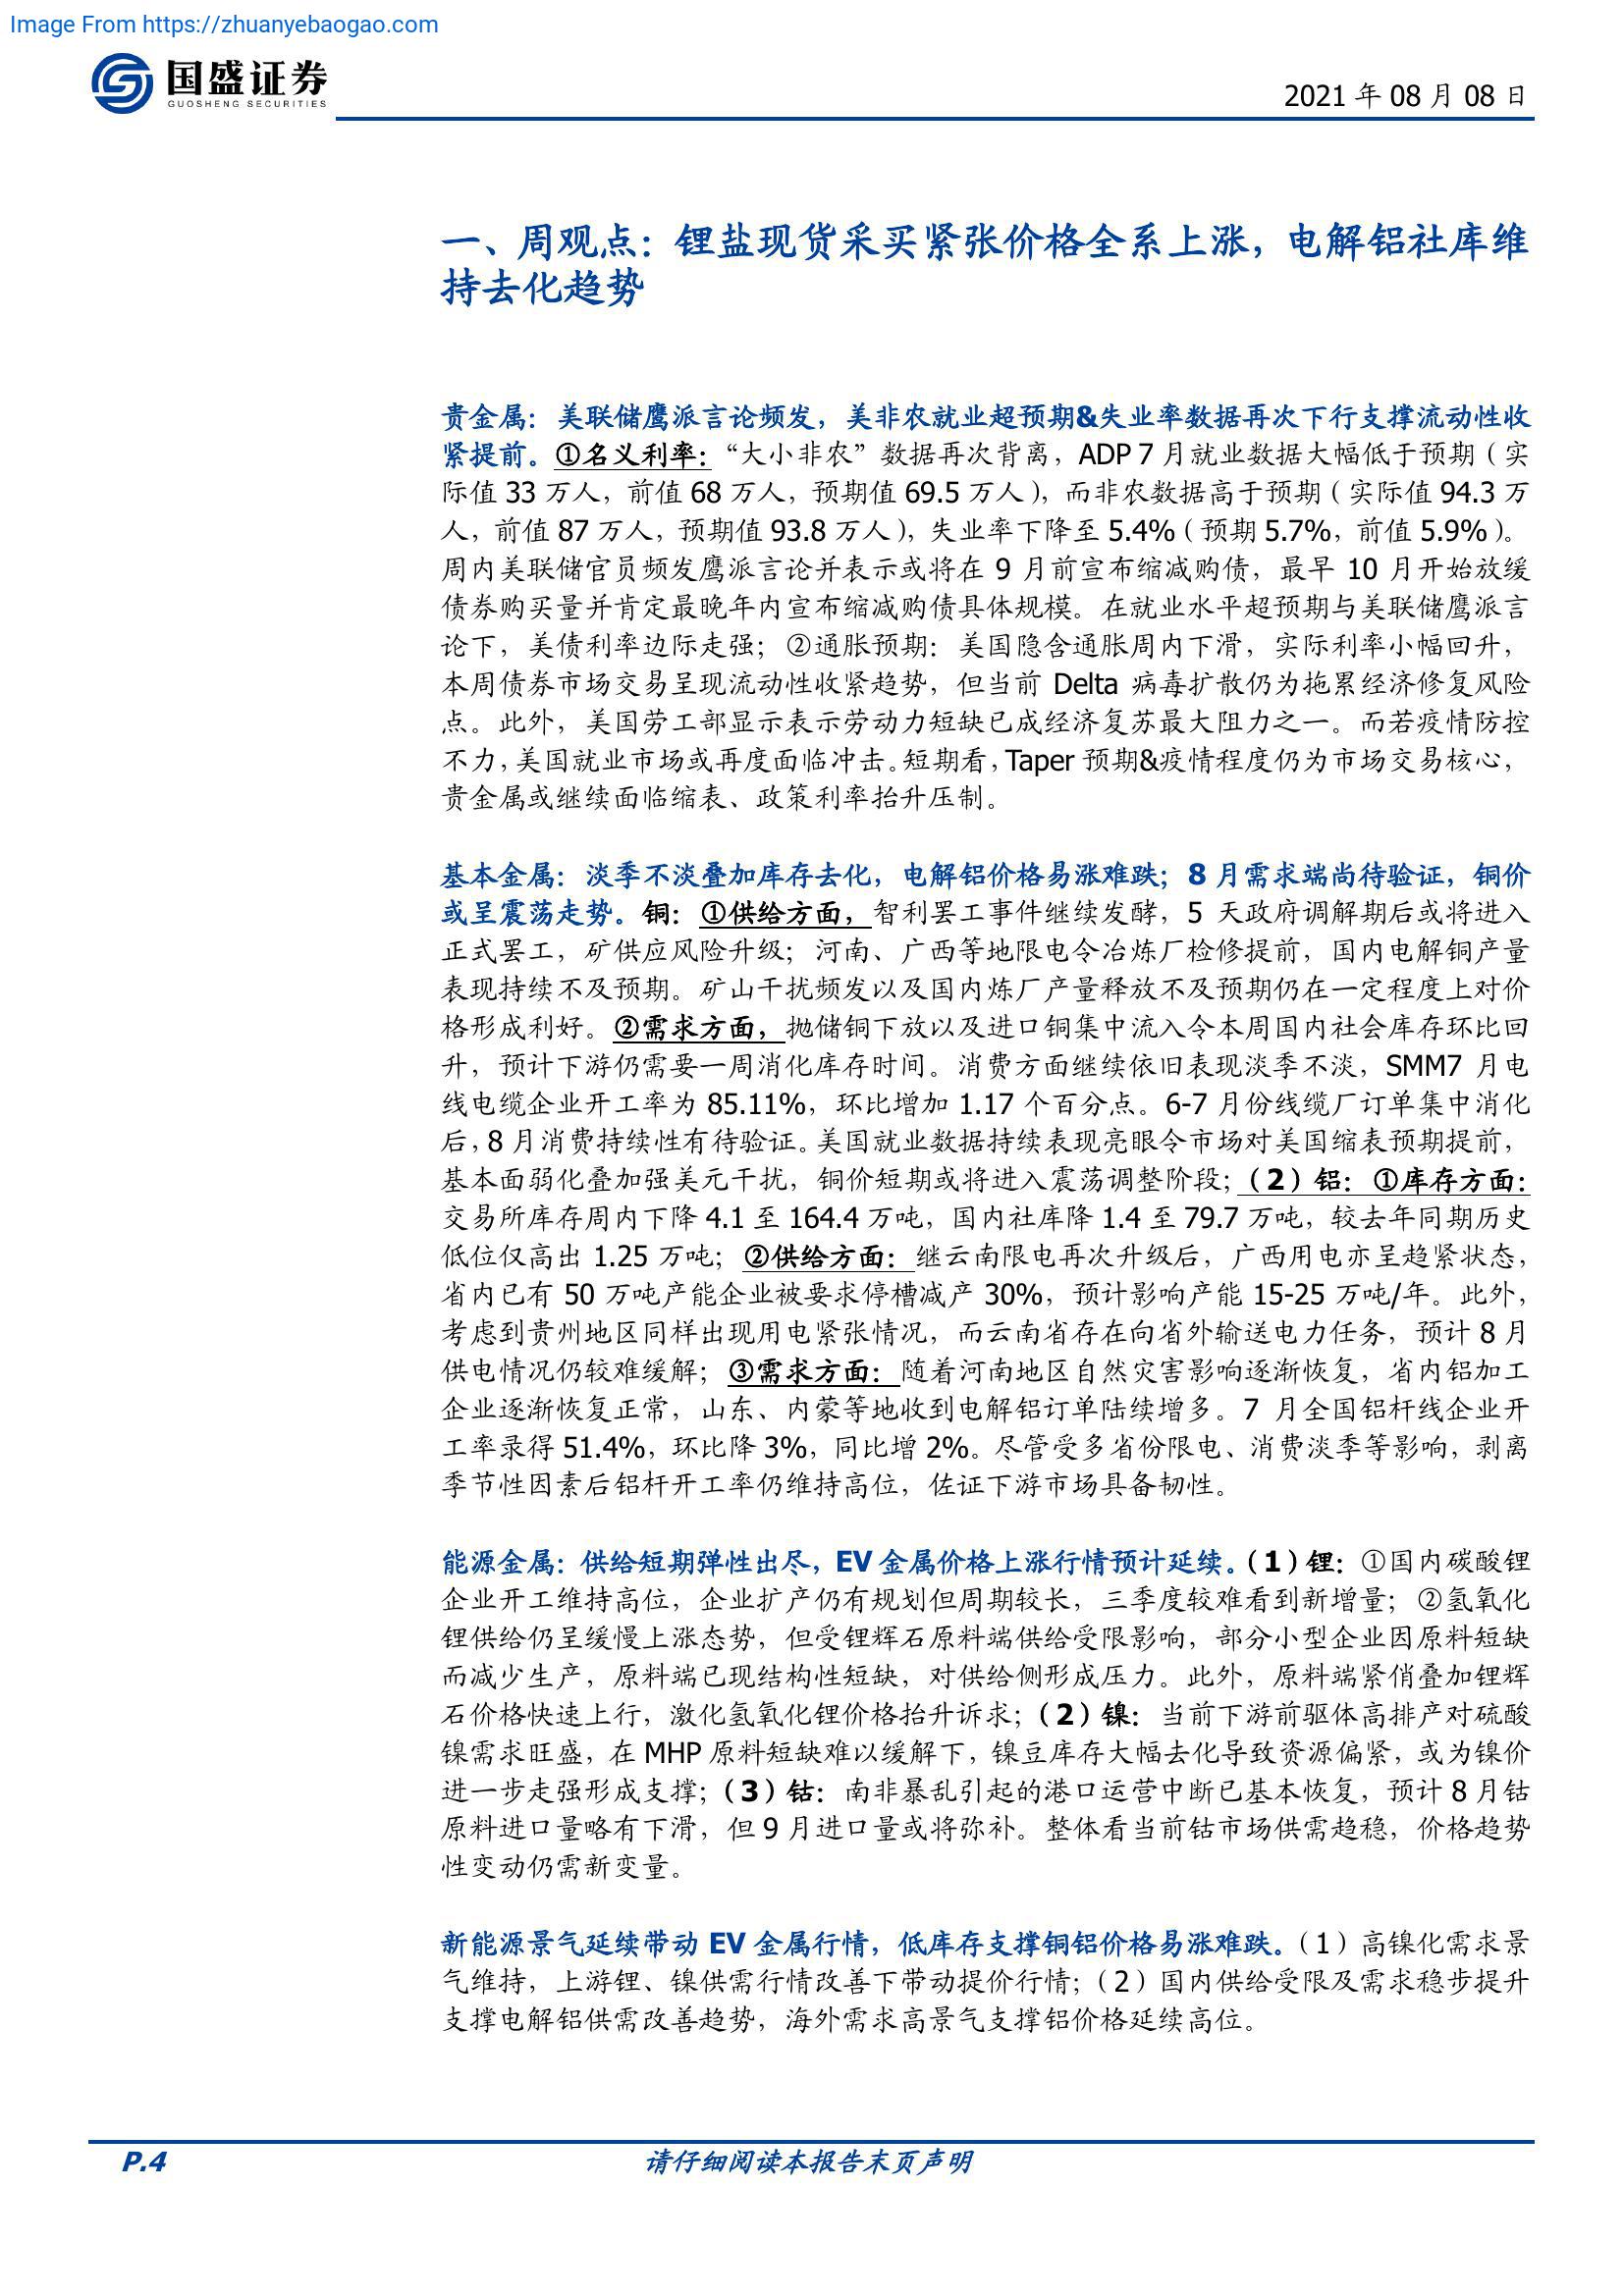 Image From https://zhuanyebaogao.com
国盛证券
GUOSHENG SECURITIES
2021 年 08 月 08 日
一、周观点：锂盐现货采买紧张价格全系上涨，电解铝社库维
持去化趋势
贵金属：美联储鹰派言论频发，美非农就业超预期&失业率数据再次下行支撑流动性收
紧提前。①名义利率：“大小非农”数据再次背离，ADP 7 月就业数据大幅低于预期（实
际值 33 万人，前值 68 万人，预期值 69.5 万人），而非农数据高于预期（实际值 94.3 万
人，前值 87 万人，预期值 93.8 万人），失业率下降至 5.4%（预期 5.7%，前值 5.9%）。
周内美联储官员频发鹰派言论并表示或将在 9 月前宣布缩减购债，最早 10 月开始放缓
债券购买量并肯定最晚年内宣布缩减购债具体规模。在就业水平超预期与美联储鹰派言
论下，美债利率边际走强；②通胀预期：美国隐含通胀周内下滑，实际利率小幅回升，
本周债券市场交易呈现流动性收紧趋势，但当前 Delta 病毒扩散仍为拖累经济修复风险
点。此外，美国劳工部显示表示劳动力短缺已成经济复苏最大阻力之一。而若疫情防控
不力，美国就业市场或再度面临冲击。短期看，Taper 预期&疫情程度仍为市场交易核心，
贵金属或继续面临缩表、政策利率抬升压制。
基本金属：淡季不淡叠加库存去化，电解铝价格易涨难跌；8 月需求端尚待验证，铜价
或呈震荡走势。铜：①供给方面，智利罢工事件继续发酵，5 天政府调解期后或将进入
正式罢工，矿供应风险升级；河南、广西等地限电令冶炼厂检修提前，国内电解铜产量
表现持续不及预期。矿山干扰频发以及国内炼厂产量释放不及预期仍在一定程度上对价
格形成利好。②需求方面，抛储铜下放以及进口铜集中流入令本周国内社会库存环比回
升，预计下游仍需要一周消化库存时间。消费方面继续依旧表现淡季不淡，SMM7 月电
线电缆企业开工率为 85.11%，环比增加 1.17 个百分点。6-7 月份线缆厂订单集中消化
后，8 月消费持续性有待验证。美国就业数据持续表现亮眼令市场对美国缩表预期提前，
基本面弱化叠加强美元干扰，铜价短期或将进入震荡调整阶段；（2）铝：①库存方面：
交易所库存周内下降 4.1 至 164.4 万吨，国内社库降 1.4 至 79.7 万吨，较去年同期历史
低位仅高出 1.25 万吨；②供给方面：继云南限电再次升级后，广西用电亦呈趋紧状态，
省内已有 50 万吨产能企业被要求停槽减产 30%，预计影响产能 15-25 万吨/年。此外，
考虑到贵州地区同样出现用电紧张情况，而云南省存在向省外输送电力任务，预计 8 月
供电情况仍较难缓解；③需求方面：随着河南地区自然灾害影响逐渐恢复，省内铝加工
企业逐渐恢复正常，山东、内蒙等地收到电解铝订单陆续增多。7 月全国铝杆线企业开
工率录得 51.4%，环比降 3%，同比增 2%。尽管受多省份限电、消费淡季等影响，剥离
季节性因素后铝杆开工率仍维持高位，佐证下游市场具备韧性。
能源金属：供给短期弹性出尽，EV 金属价格上涨行情预计延续。（1）锂：①国内碳酸锂
企业开工维持高位，企业扩产仍有规划但周期较长，三季度较难看到新增量；②氢氧化
锂供给仍呈缓慢上涨态势，但受锂辉石原料端供给受限影响，部分小型企业因原料短缺
而减少生产，原料端已现结构性短缺，对供给侧形成压力。此外，原料端紧俏叠加锂辉
石价格快速上行，激化氢氧化锂价格抬升诉求；（2）镍：当前下游前驱体高排产对硫酸
镍需求旺盛，在 MHP 原料短缺难以缓解下，镍豆库存大幅去化导致资源偏紧，或为镍价
进一步走强形成支撑；（3）钴：南非暴乱引起的港口运营中断已基本恢复，预计 8 月钴
原料进口量略有下滑，但 9 月进口量或将弥补。整体看当前钴市场供需趋稳，价格趋势
性变动仍需新变量。
新能源景气延续带动 EV 金属行情，低库存支撑铜铝价格易涨难跌。（1）高镍化需求景
气维持，上游锂、镍供需行情改善下带动提价行情；（2）国内供给受限及需求稳步提升
支撑电解铝供需改善趋势，海外需求高景气支撑铝价格延续高位。
P.4
请仔细阅读本报告末页声明